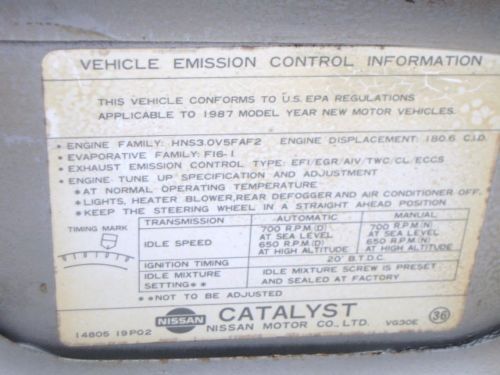 VEHICLE EMISSION CONTROL INFORMATION
THIS VEHICLE CONFORMS TO U.S. EPA REGULATIONS
APPLICABLE TO 1987 MODEL YEAR NEW MOTOR VEHICLES.
• ENGINE FAMILY: HNS3.0V5FAF2 ENGINE DISPLACEMENT: 180.6 C.I.D
• EVAPORATIVE FAMILY: F16-1
• EXHAUST EMISSION CONTROL TYPE: EFI/EGR/AIV/TWC/CL/ECCS
• ENGINE TUNE UP SPECIFICATION AND ADJUSTMENT
*AT NORMAL OPERATING TEMPERATURE
*LIGHTS, HEATER BLOWER, REAR DEFOGGER AND AIR CONDITIONER OFF.
*KEEP THE STEERING WHEEL IN A STRAIGHT AHEAD POSITION
TIMING MARK
TRANSMISSION AUTOMATIC MANUAL
IDLE SPEED
700 R.P.M.(D) 700 R.P.M.(N)
AT SEA LEVEL AT SEA LEVEL
650 R.P.M.(D) 650 R.P.M.(N)
AT HIGH ALTITUDE AT HIGH ALTITUDE
IGNITION TIMING 20° B.T.D.C.
IDLE MIXTURE SETTING**
IDLE MIXTURE SCREW IS PRESET
AND SEALED AT FACTORY
**NOT TO BE ADJUSTED
14805 19P02
NISSAN
CATALYST
NISSAN MOTOR CO., LTD. VG30E 36